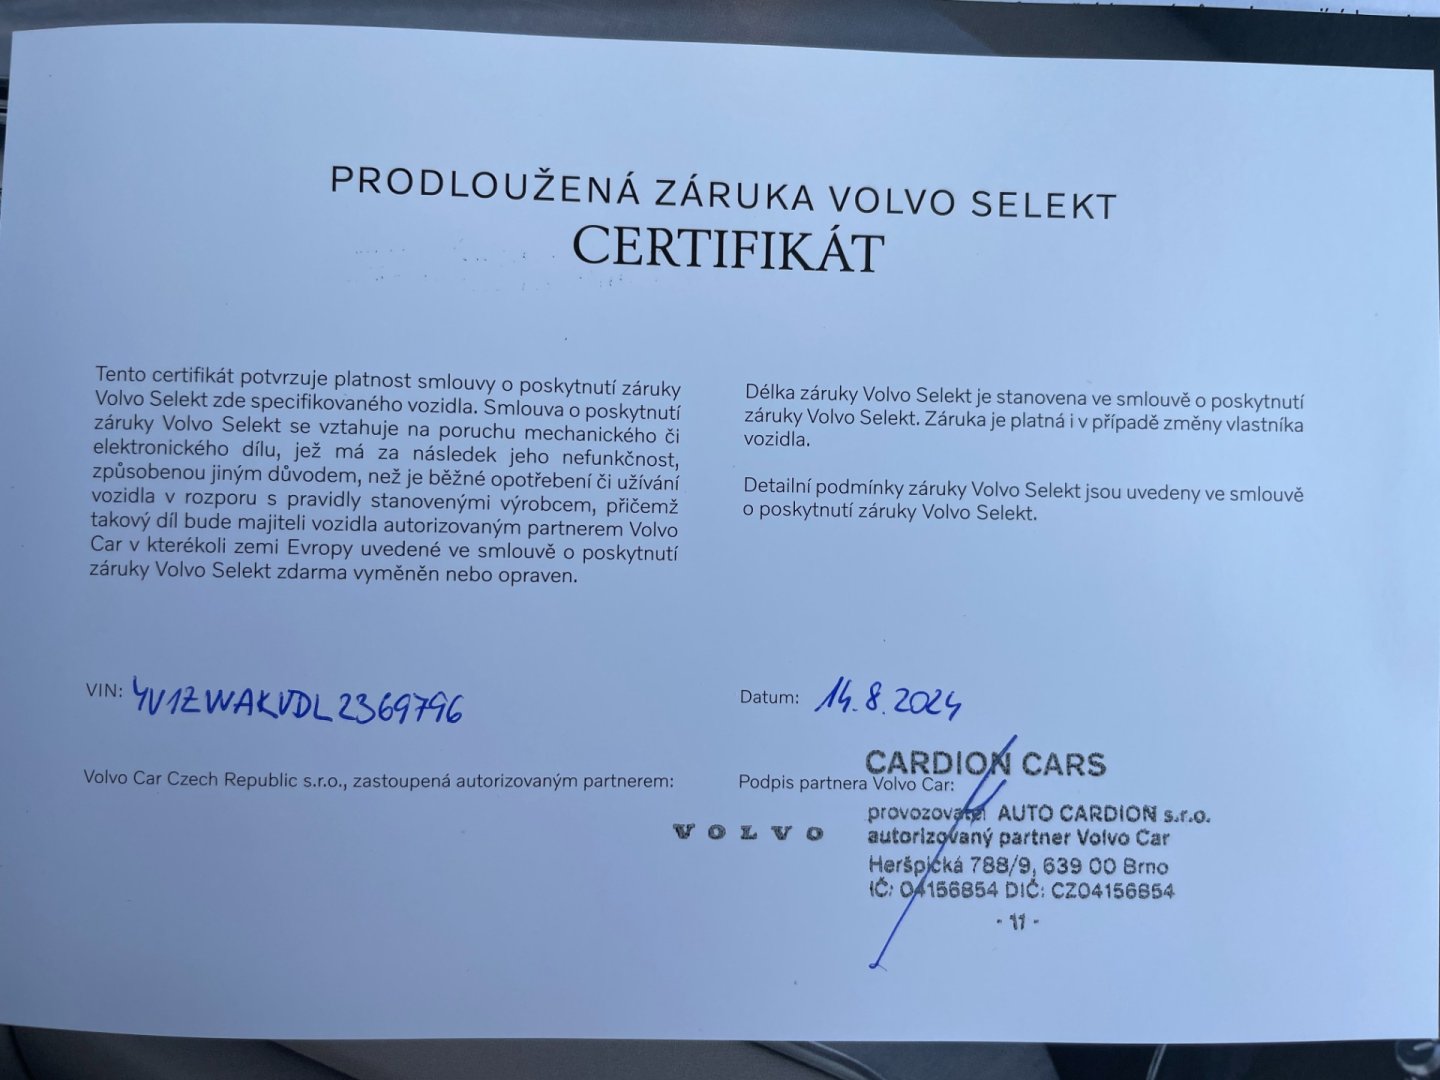 PRODLOUŽENÁ ZÁRUKA VOLVO SELEKT
CERTIFIKÁT
Tento certifikát potvrzuje platnost smlouvy o poskytnutí záruky
Volvo Selekt zde specifikovaného vozidla. Smlouva o poskytnutí
záruky Volvo Selekt se vztahuje na poruchu mechanického či
elektronického dílu, jež má za následek jeho nefunkčnost,
způsobenou jiným důvodem, než je běžné opotřebení či užívání
vozidla v rozporu s pravidly stanovenými výrobcem, přičemž
takový díl bude majiteli vozidla autorizovaným partnerem Volvo
Car v kterékoli zemi Evropy uvedené ve smlouvě o poskytnutí
záruky Volvo Selekt zdarma vyměněn nebo opraven.
Délka záruky Volvo Selekt je stanovena ve smlouvě o poskytnutí
záruky Volvo Selekt. Záruka je platná i v případě změny vlastníka
vozidla.
Detailní podmínky záruky Volvo Selekt jsou uvedeny ve smlouvě
o poskytnutí záruky Volvo Selekt.
VIN: YV1ZWAKVDL2369796
Datum: 14.8.2024
Volvo Car Czech Republic s.r.o., zastoupená autorizovaným partnerem:
Podpis partnera Volvo Car:
CARDION CARS
provozovatel AUTO CARDION s.r.o.
autorizovaný partner Volvo Car
Heršpická 788/9, 639 00 Brno
IČ: 04156854 DIČ: CZ04156854
- 11 -
VOLVO